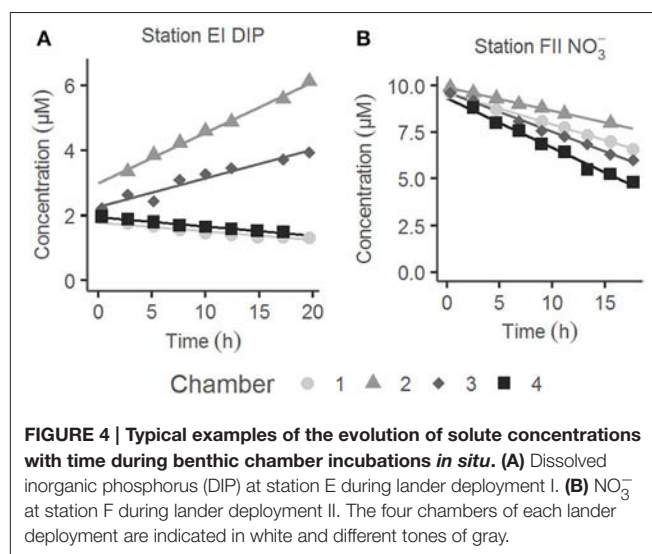 A
Station EI DIP
6
4
2
0
Concentration (µM)
0 5 10 15 20
Time (h)
B
Station FII NO₃⁻
10.0
7.5
5.0
2.5
0.0
Concentration (µM)
0 5 10 15
Time (h)
Chamber 1 2 3 4
FIGURE 4 | Typical examples of the evolution of solute concentrations
with time during benthic chamber incubations in situ. (A) Dissolved
inorganic phosphorus (DIP) at station E during lander deployment I. (B) NO₃⁻
at station F during lander deployment II. The four chambers of each lander
deployment are indicated in white and different tones of gray.